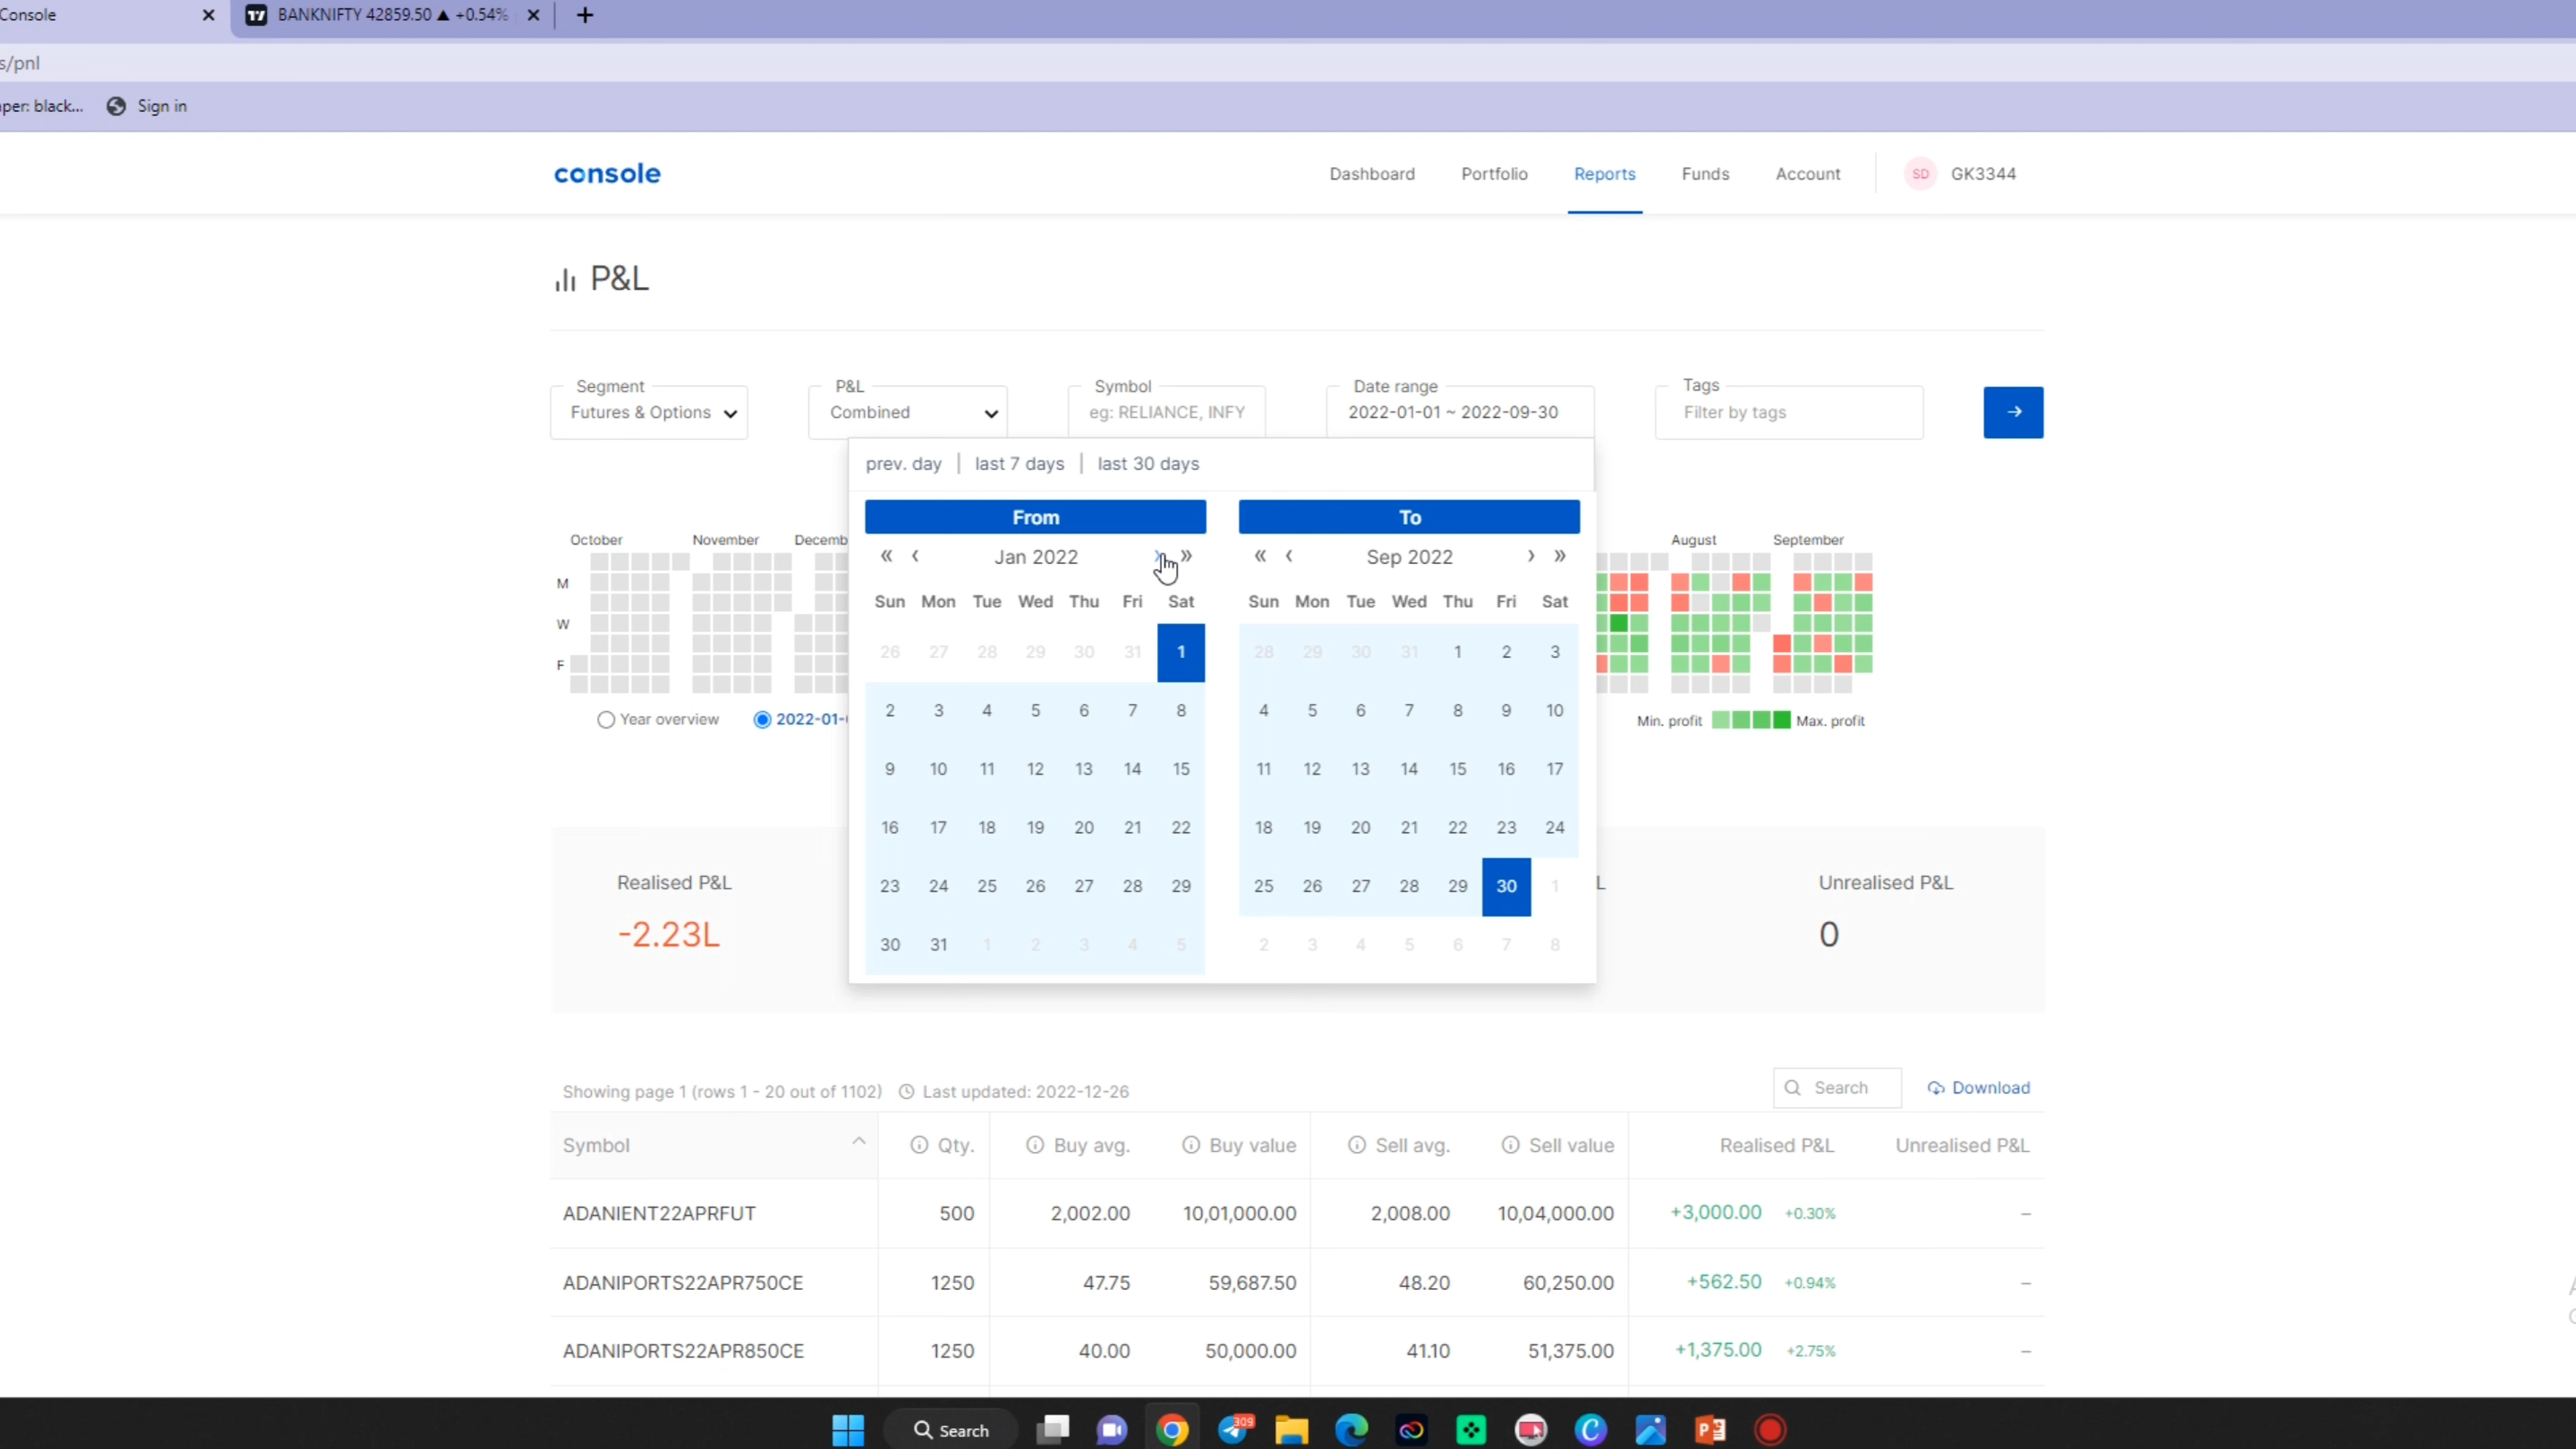 Console
BANKNIFTY 42859.50 ▲ +0.54%
s/pnl
aper: black...
Sign in
console
Dashboard
Portfolio
Reports
Funds
Account
SD
GK3344
P&L
Segment
Futures & Options
P&L
Combined
Symbol
eg: RELIANCE, INFY
Date range
2022-01-01 ~ 2022-09-30
Tags
Filter by tags
prev. day | last 7 days | last 30 days
From
To
« ‹ Jan 2022 › »
« ‹ Sep 2022 › »
Sun Mon Tue Wed Thu Fri Sat
26 27 28 29 30 31 1
2 3 4 5 6 7 8
9 10 11 12 13 14 15
16 17 18 19 20 21 22
23 24 25 26 27 28 29
30 31 1 2 3 4 5
Sun Mon Tue Wed Thu Fri Sat
28 29 30 31 1 2 3
4 5 6 7 8 9 10
11 12 13 14 15 16 17
18 19 20 21 22 23 24
25 26 27 28 29 30 1
2 3 4 5 6 7 8
October
November
Decemb
August
September
M
W
F
Year overview
2022-01-
Min. profit
Max. profit
Realised P&L
-2.23L
L
Unrealised P&L
0
Showing page 1 (rows 1 - 20 out of 1102)
Last updated: 2022-12-26
Search
Download
Symbol Qty. Buy avg. Buy value Sell avg. Sell value Realised P&L Unrealised P&L
ADANIENT22APRFUT 500 2,002.00 10,01,000.00 2,008.00 10,04,000.00 +3,000.00 +0.30% –
ADANIPORTS22APR750CE 1250 47.75 59,687.50 48.20 60,250.00 +562.50 +0.94% –
ADANIPORTS22APR850CE 1250 40.00 50,000.00 41.10 51,375.00 +1,375.00 +2.75% –
Search
309